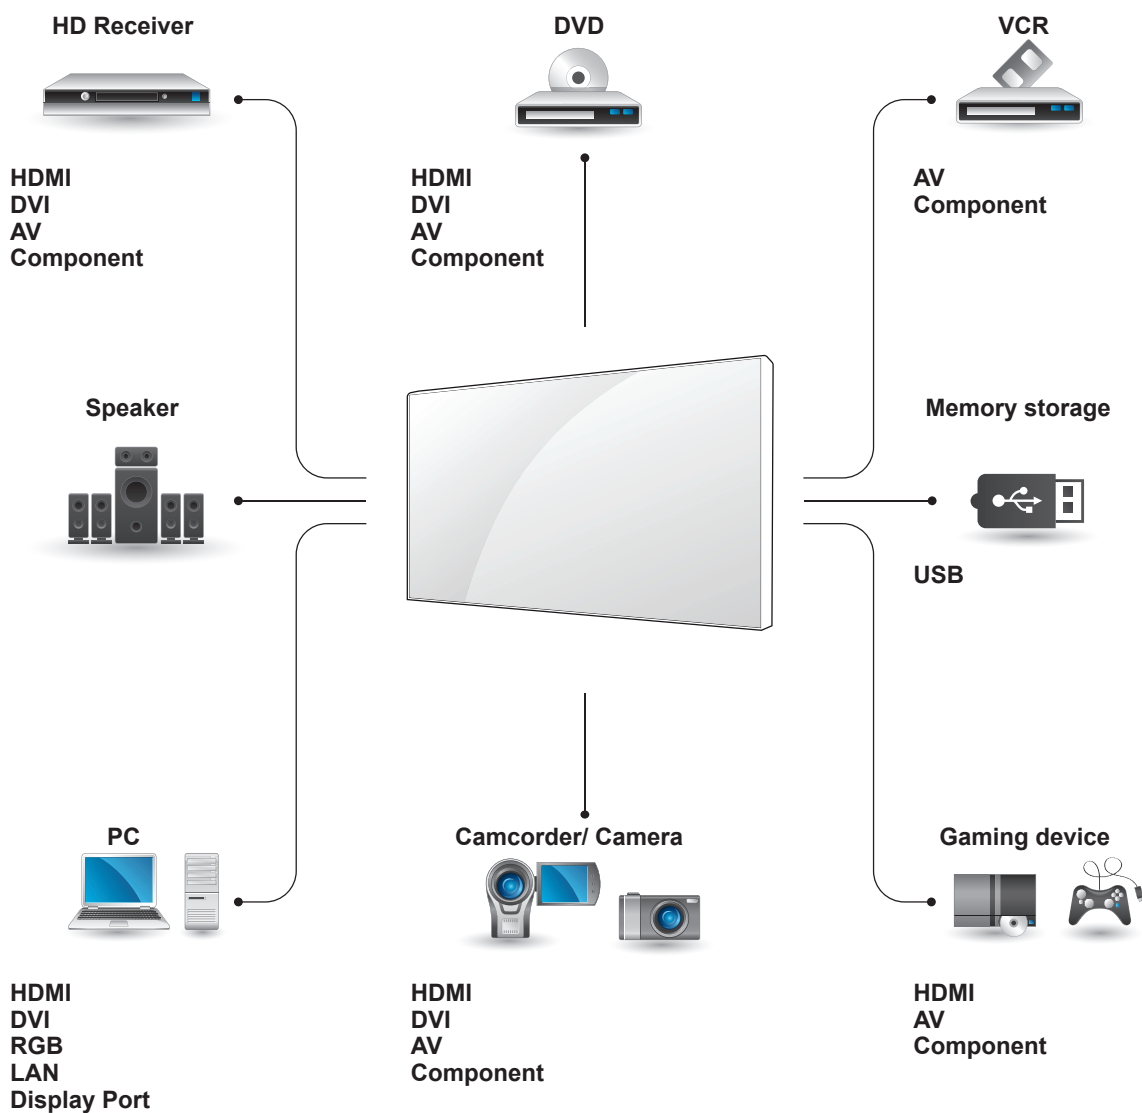 HD Receiver
HDMI
DVI
AV
Component
DVD
HDMI
DVI
AV
Component
VCR
AV
Component
Speaker
Memory storage
USB
PC
HDMI
DVI
RGB
LAN
Display Port
Camcorder/ Camera
HDMI
DVI
AV
Component
Gaming device
HDMI
AV
Component